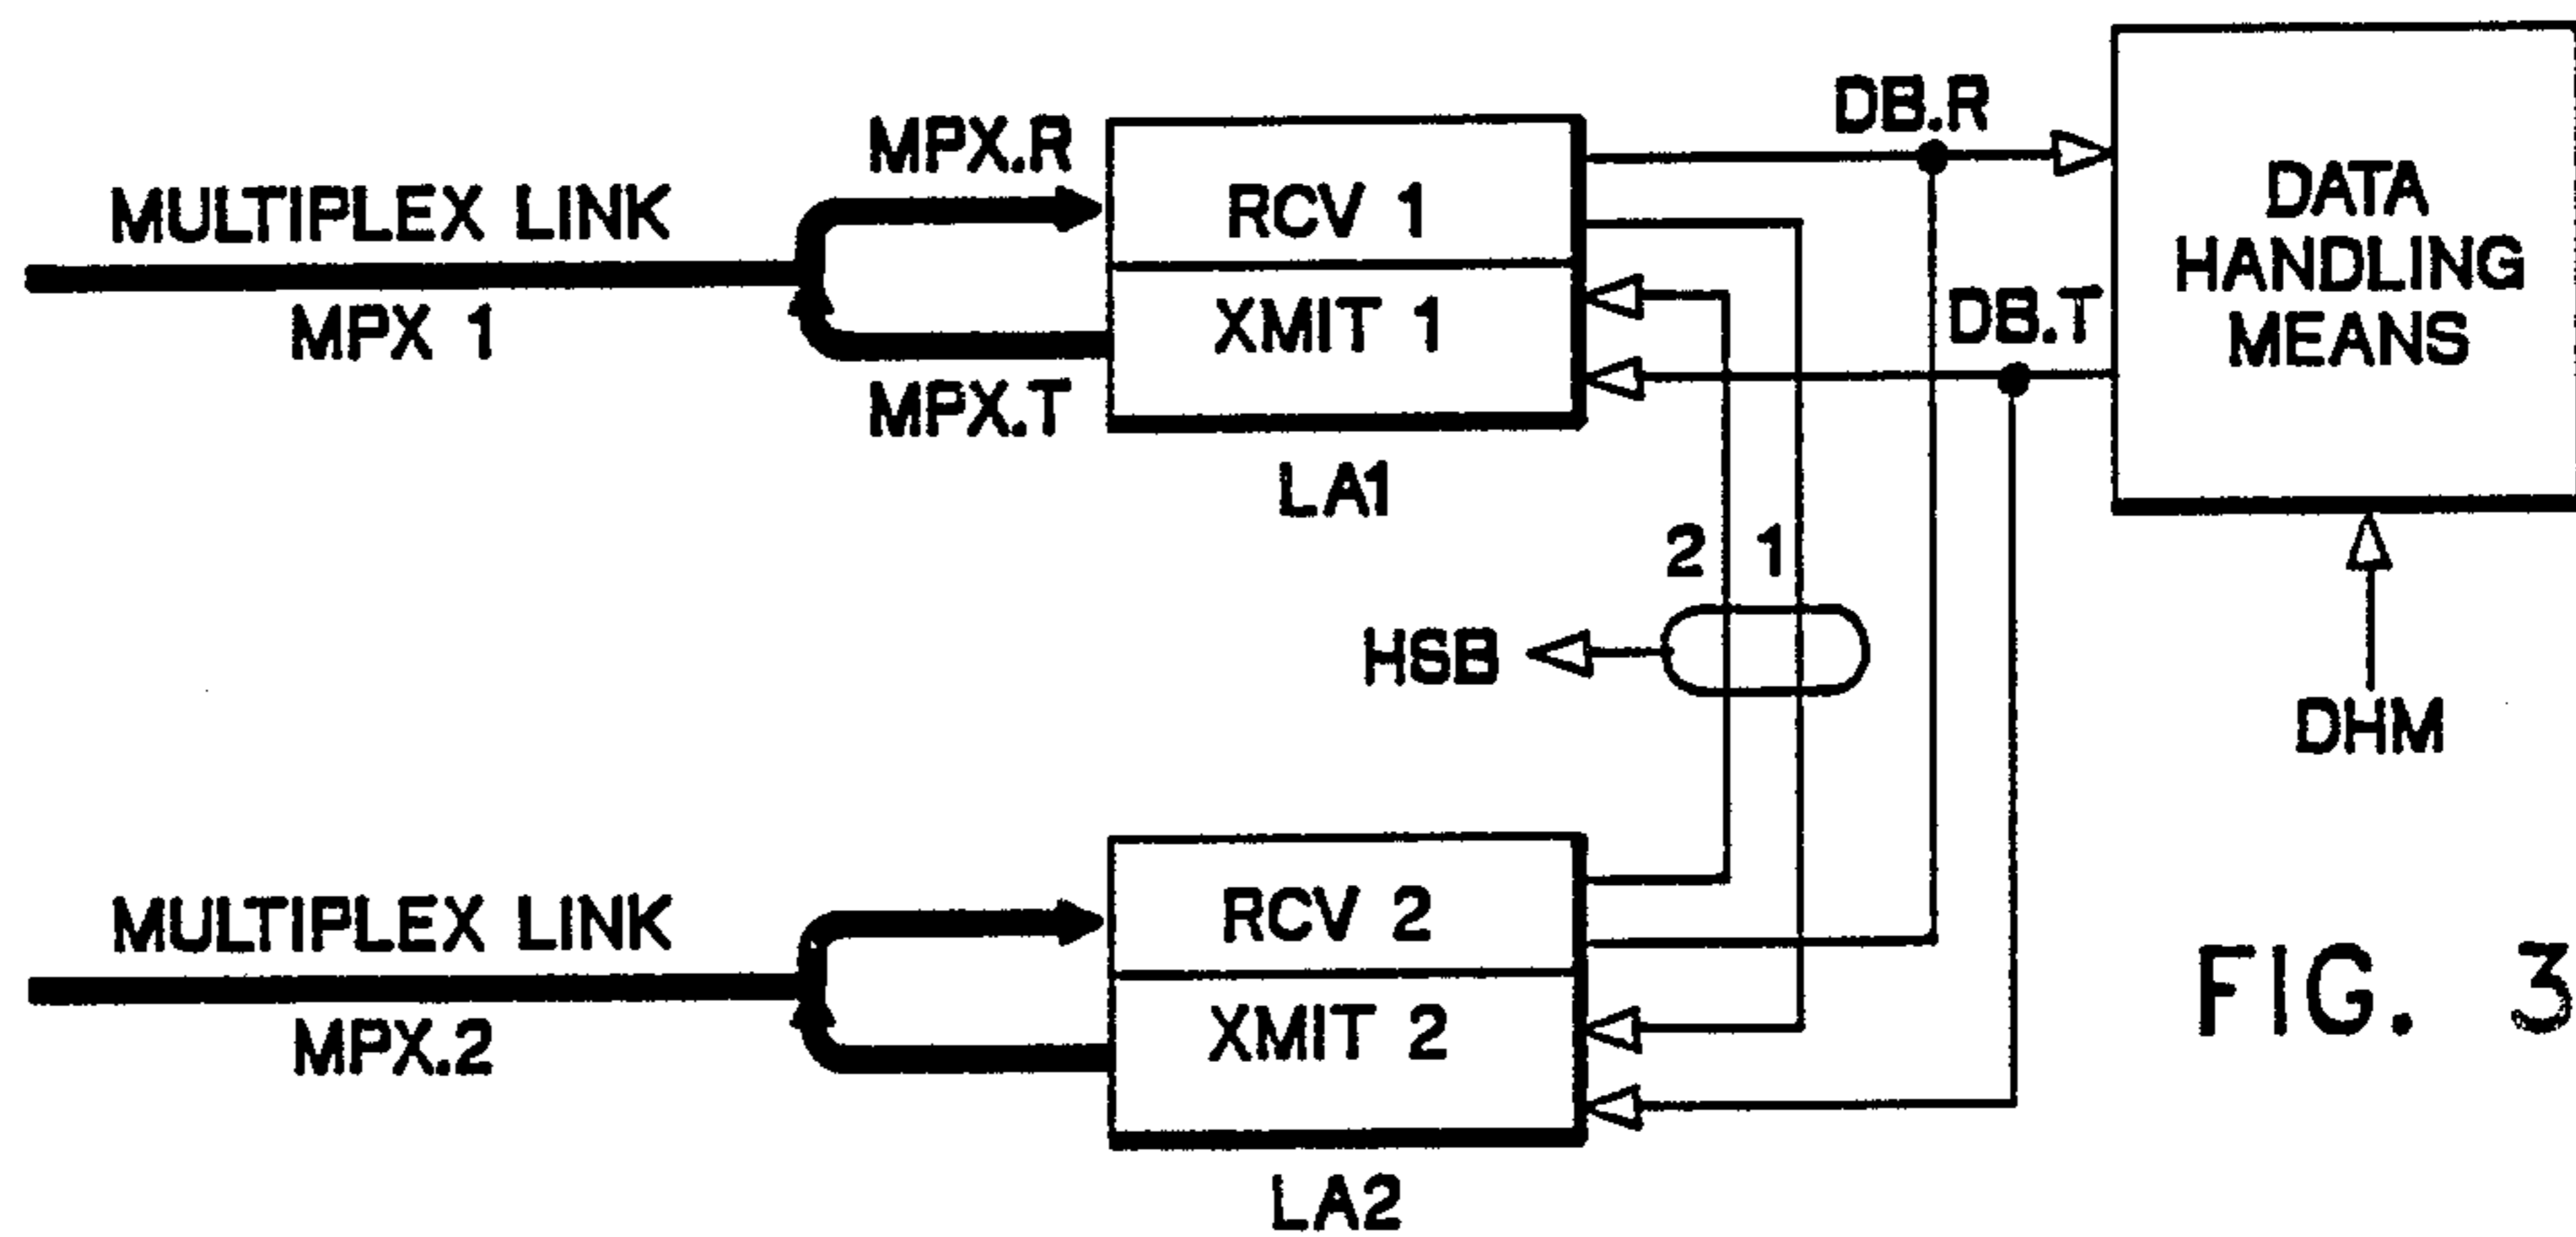 MULTIPLEX LINK
MPX 1
MPX.R
MPX.T
RCV 1
XMIT 1
LA1
DB.R
DB.T
DATA
HANDLING
MEANS
DHM
2 1
HSB
MULTIPLEX LINK
MPX.2
RCV 2
XMIT 2
LA2
FIG. 3